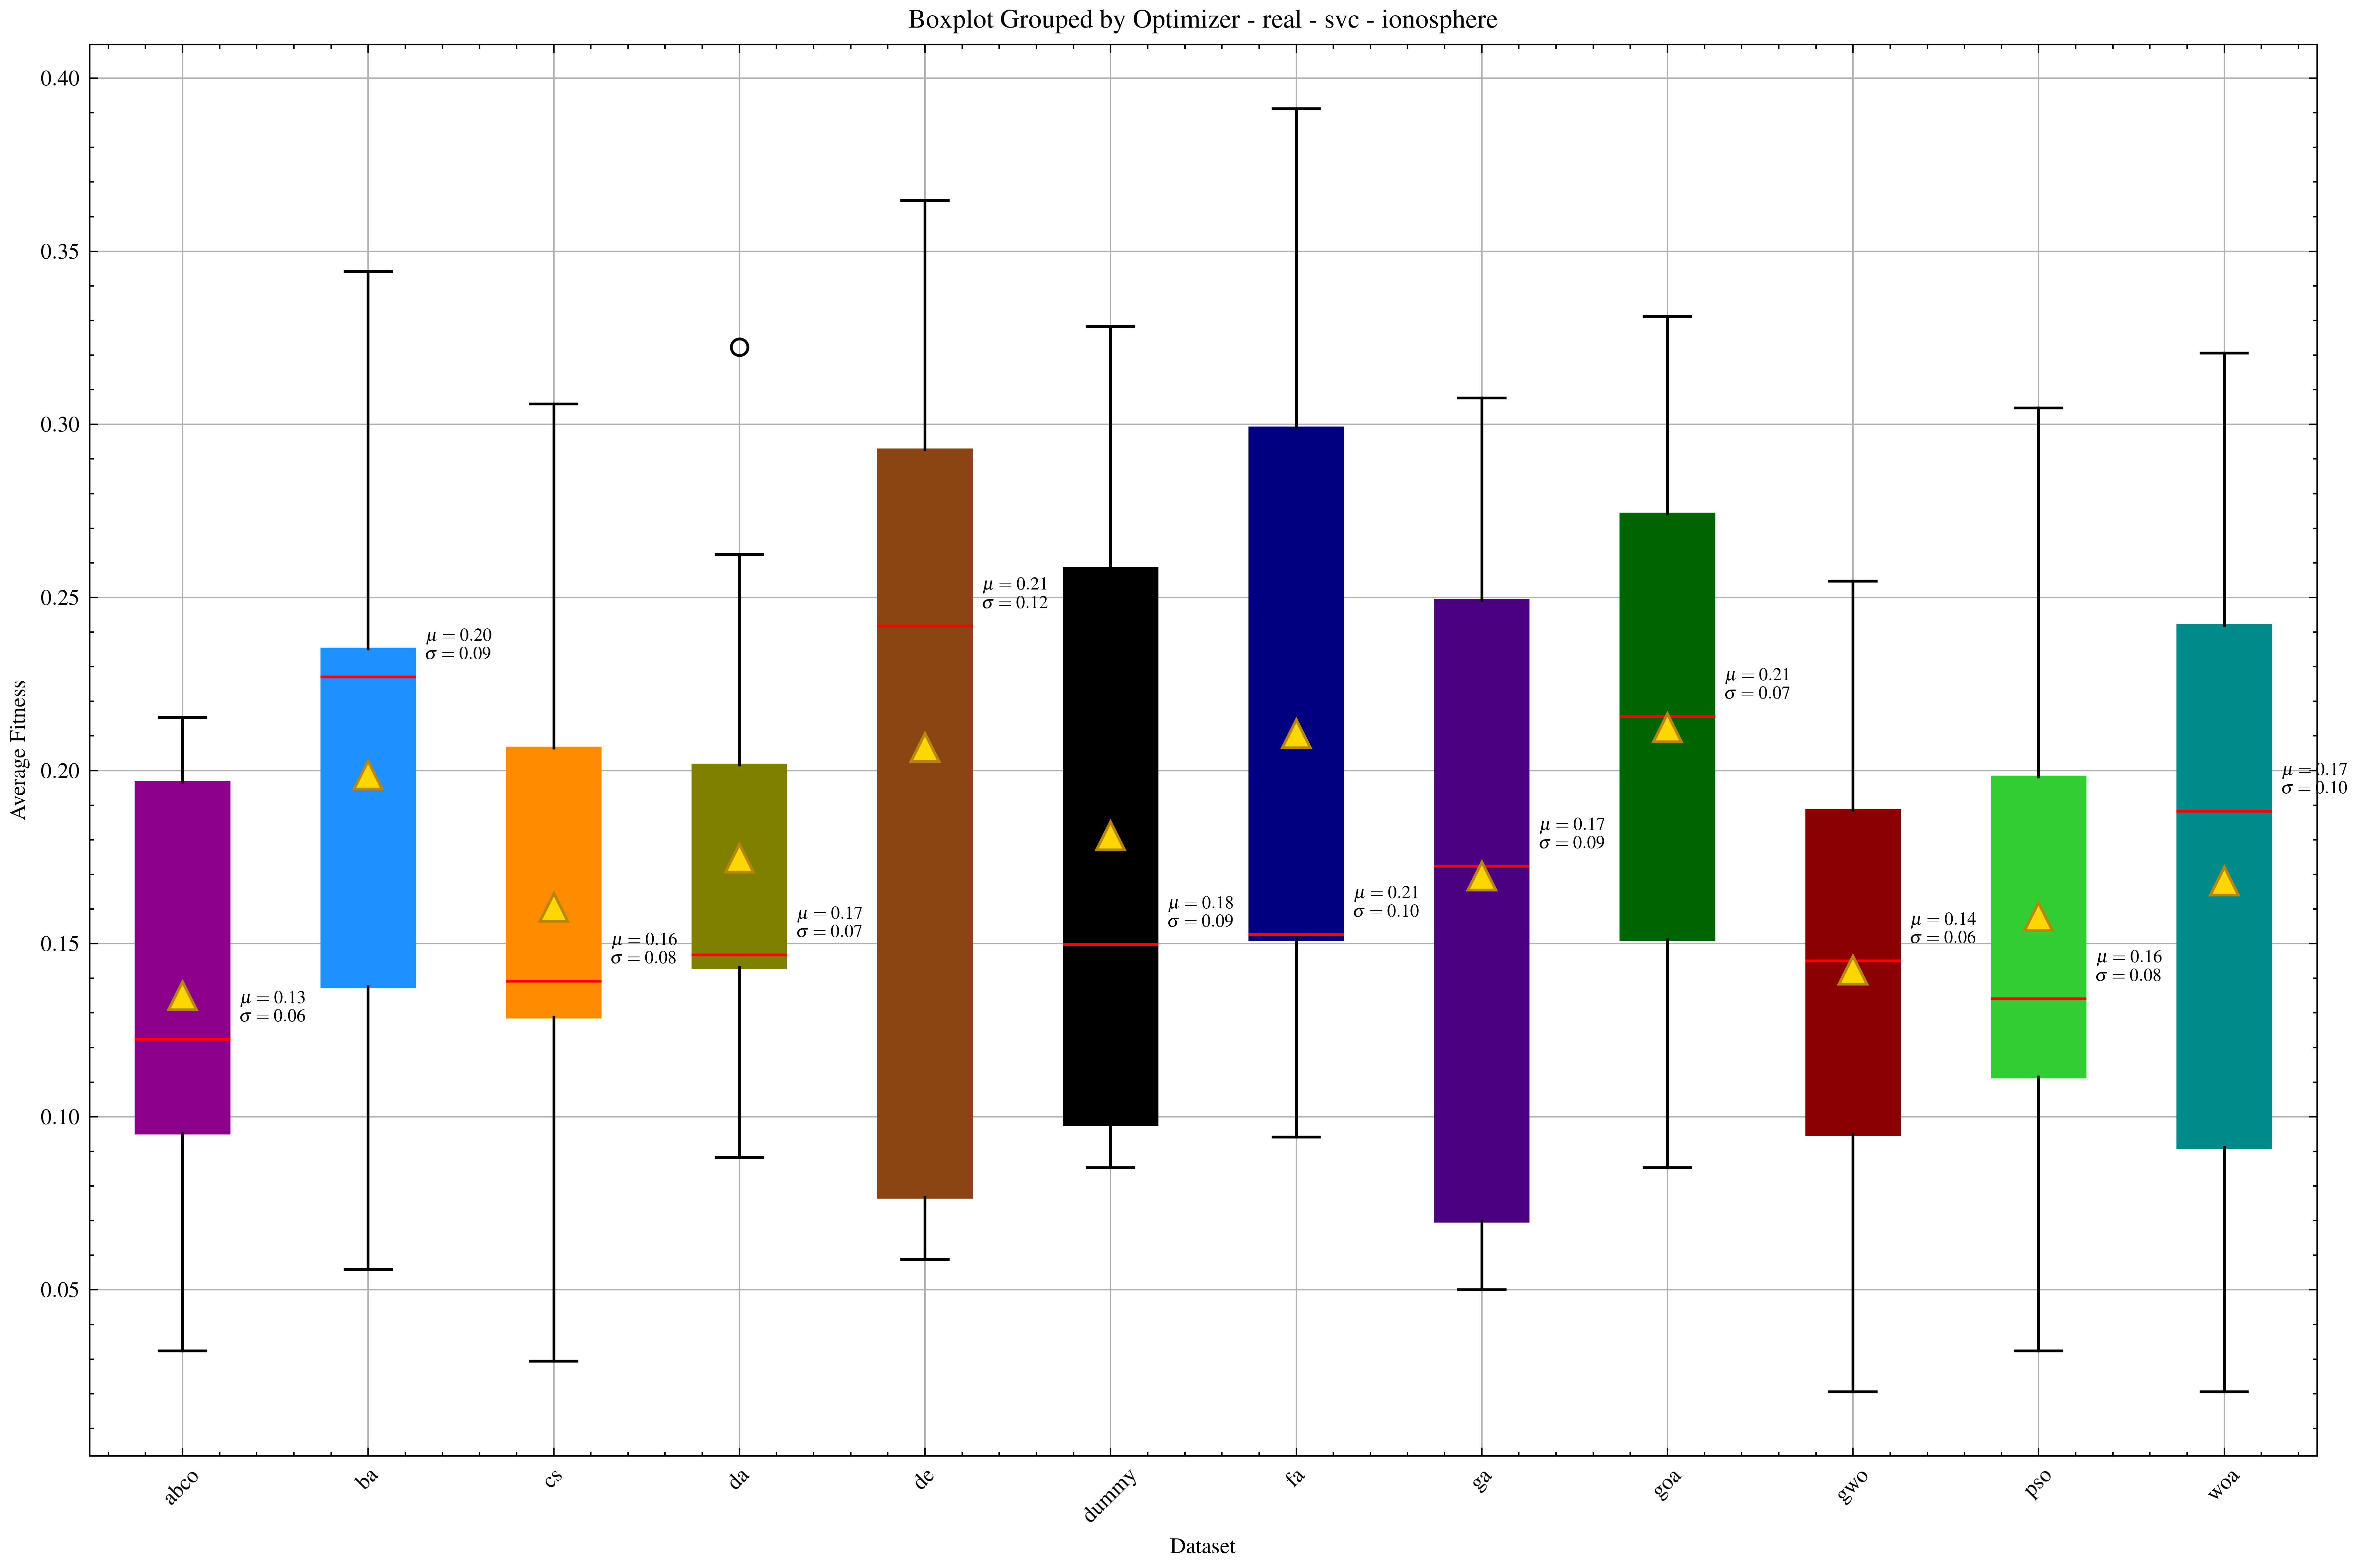 Boxplot Grouped by Optimizer - real - svc - ionosphere
Average Fitness
0.40
0.35
0.30
0.25
0.20
0.15
0.10
0.05
μ = 0.13
σ = 0.06
μ = 0.20
σ = 0.09
μ = 0.16
σ = 0.08
μ = 0.17
σ = 0.07
μ = 0.21
σ = 0.12
μ = 0.18
σ = 0.09
μ = 0.21
σ = 0.10
μ = 0.17
σ = 0.09
μ = 0.21
σ = 0.07
μ = 0.14
σ = 0.06
μ = 0.16
σ = 0.08
μ = 0.17
σ = 0.10
abco
ba
cs
da
de
dummy
fa
ga
goa
gwo
pso
woa
Dataset